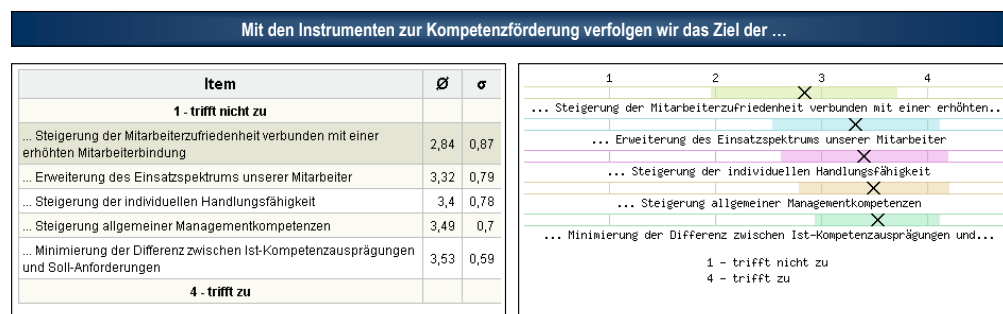 Mit den Instrumenten zur Kompetenzförderung verfolgen wir das Ziel der ...
Item Ø σ
1 - trifft nicht zu
... Steigerung der Mitarbeiterzufriedenheit verbunden mit einer
erhöhten Mitarbeiterbindung 2,84 0,87
... Erweiterung des Einsatzspektrums unserer Mitarbeiter 3,32 0,79
... Steigerung der individuellen Handlungsfähigkeit 3,4 0,78
... Steigerung allgemeiner Managementkompetenzen 3,49 0,7
... Minimierung der Differenz zwischen Ist-Kompetenzausprägungen
und Soll-Anforderungen 3,53 0,59
4 - trifft zu
1 2 3 4
... Steigerung der Mitarbeiterzufriedenheit verbunden mit einer erhöhten...
... Erweiterung des Einsatzspektrums unserer Mitarbeiter
... Steigerung der individuellen Handlungsfähigkeit
... Steigerung allgemeiner Managementkompetenzen
... Minimierung der Differenz zwischen Ist-Kompetenzausprägungen und...
1 - trifft nicht zu
4 - trifft zu